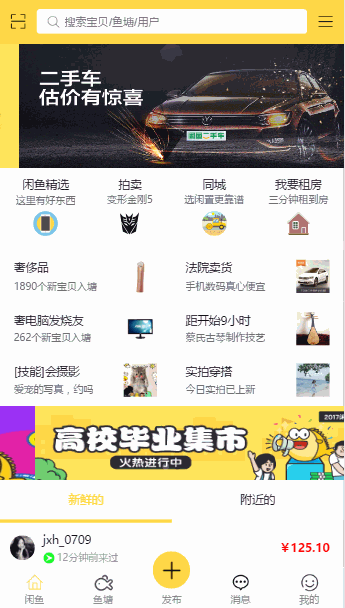 搜索宝贝/鱼塘/用户
二手车
估价有惊喜
闲鱼二手车
闲鱼精选
拍卖
同城
我要租房
这里有好东西
变形金刚5
选闲置更靠谱
三分钟租到房
奢侈品
法院卖货
1890个新宝贝入塘
手机数码真心便宜
奢电脑发烧友
距开始9小时
262个新宝贝入塘
蔡氏古琴制作技艺
[技能]会摄影
实拍穿搭
爱宠的写真，约吗
今日实拍已上新
2017闲
高校毕业集市
火热进行中
新鲜的
附近的
jxh_0709
12分钟前来过
¥125.10
闲鱼
鱼塘
发布
消息
我的